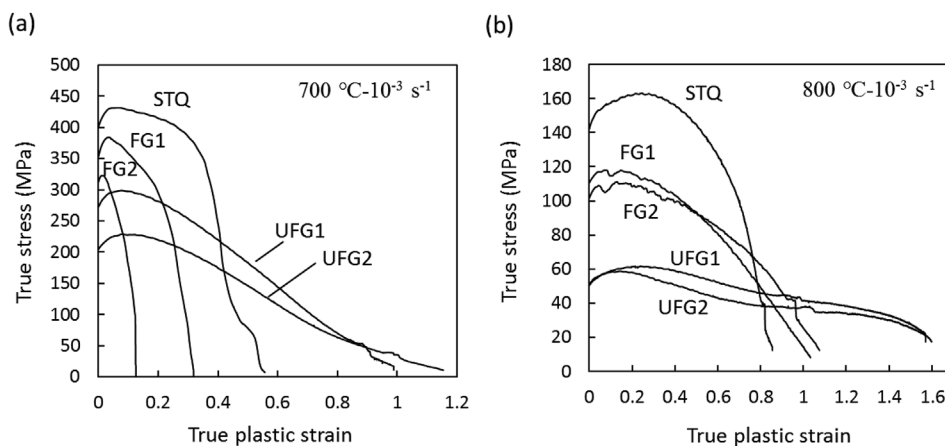 (a)
700 °C-10⁻³ s⁻¹
True stress (MPa)
500
450
400
350
300
250
200
150
100
50
0
STQ
FG1
FG2
UFG1
UFG2
0 0.2 0.4 0.6 0.8 1 1.2
True plastic strain
(b)
800 °C-10⁻³ s⁻¹
True stress (MPa)
180
160
140
120
100
80
60
40
20
0
STQ
FG1
FG2
UFG1
UFG2
0 0.2 0.4 0.6 0.8 1.0 1.2 1.4 1.6
True plastic strain